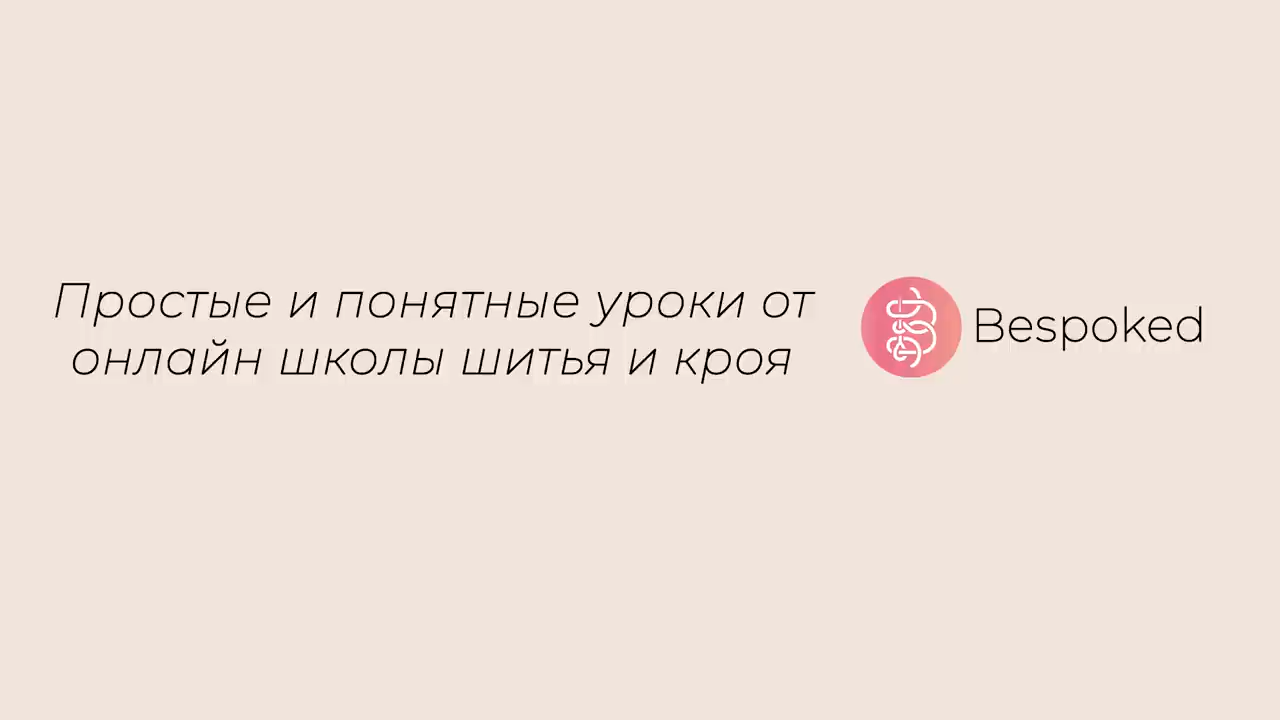 Простые и понятные уроки от
онлайн школы шитья и кроя
Bespoked